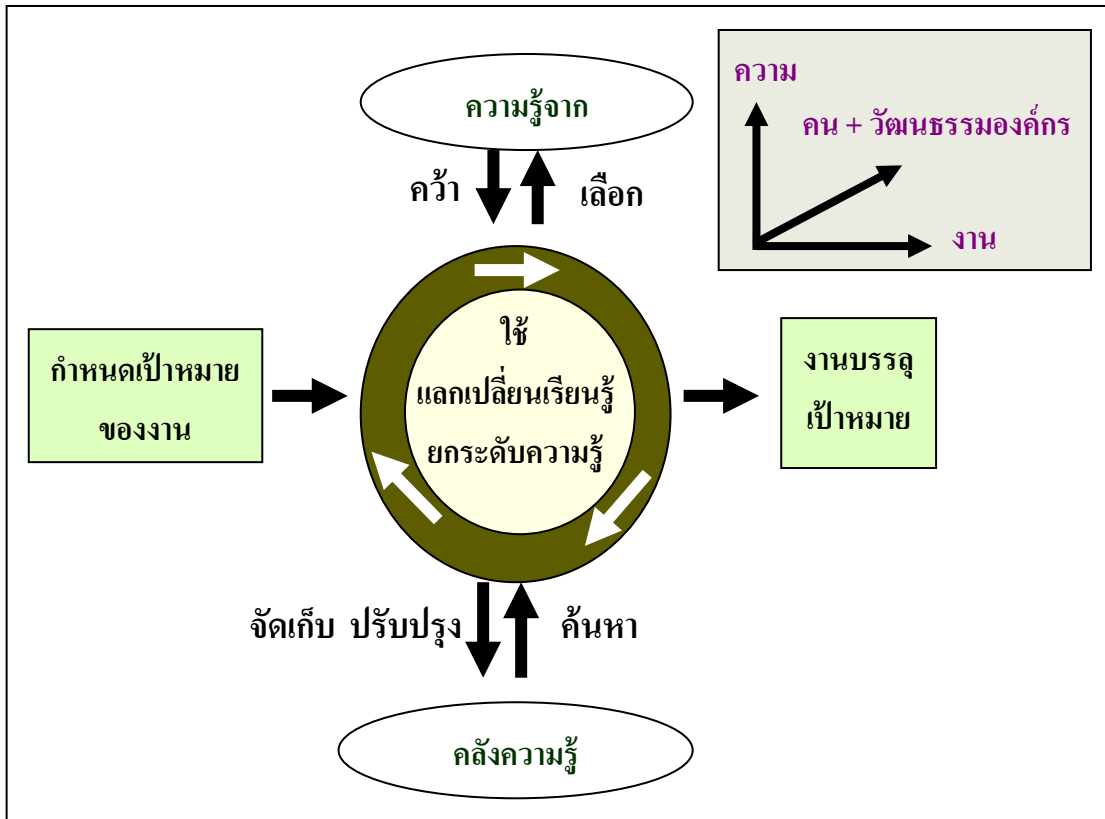 ความรู้จาก
ความ
คน + วัฒนธรรมองค์กร
งาน
คว้า
เลือก
กำหนดเป้าหมาย
ของงาน
ใช้
แลกเปลี่ยนเรียนรู้
ยกระดับความรู้
งานบรรลุ
เป้าหมาย
จัดเก็บ ปรับปรุง
ค้นหา
คลังความรู้